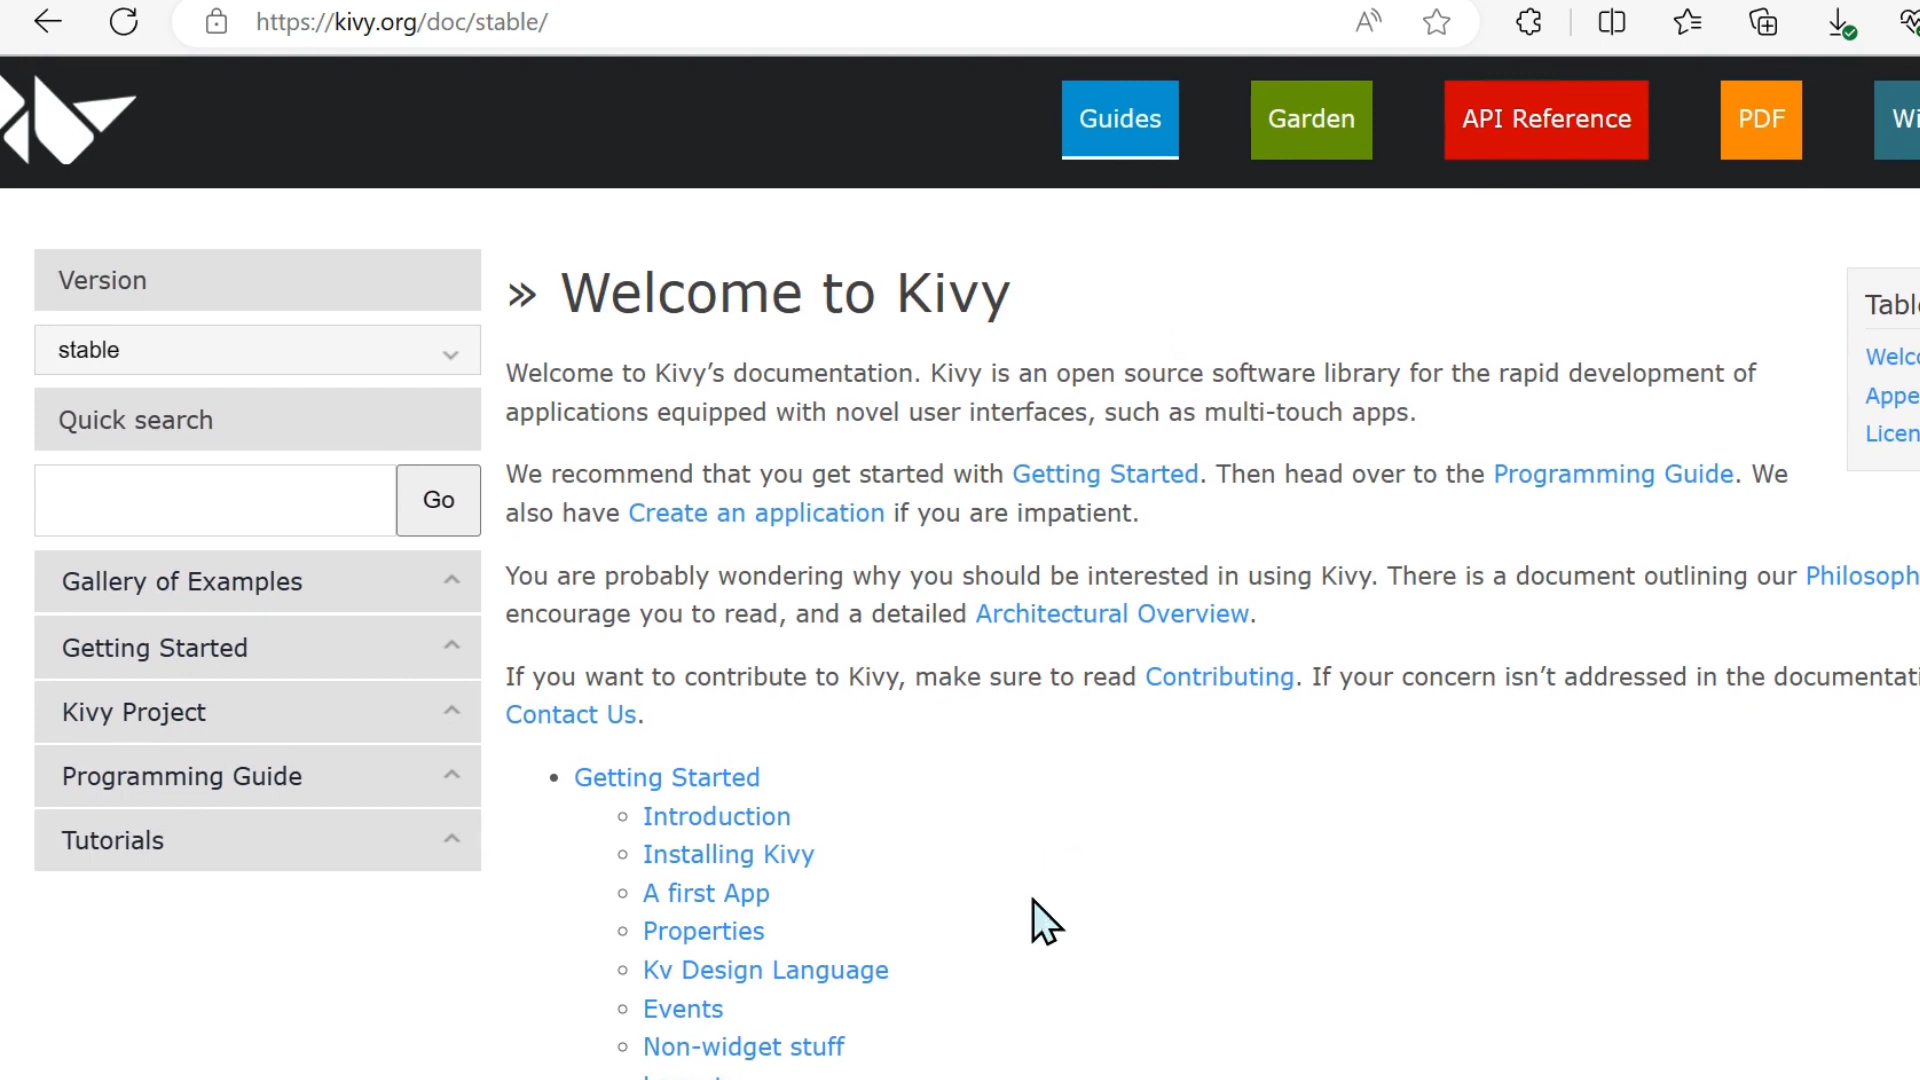 https://kivy.org/doc/stable/
Guides
Garden
API Reference
PDF
Wi
Version
stable
Quick search
Go
Gallery of Examples
Getting Started
Kivy Project
Programming Guide
Tutorials
» Welcome to Kivy
Welcome to Kivy’s documentation. Kivy is an open source software library for the rapid development of
applications equipped with novel user interfaces, such as multi-touch apps.
We recommend that you get started with Getting Started. Then head over to the Programming Guide. We
also have Create an application if you are impatient.
You are probably wondering why you should be interested in using Kivy. There is a document outlining our Philosoph
encourage you to read, and a detailed Architectural Overview.
If you want to contribute to Kivy, make sure to read Contributing. If your concern isn’t addressed in the documentati
Contact Us.
• Getting Started
◦ Introduction
◦ Installing Kivy
◦ A first App
◦ Properties
◦ Kv Design Language
◦ Events
◦ Non-widget stuff
Table
Welco
Appe
Licen